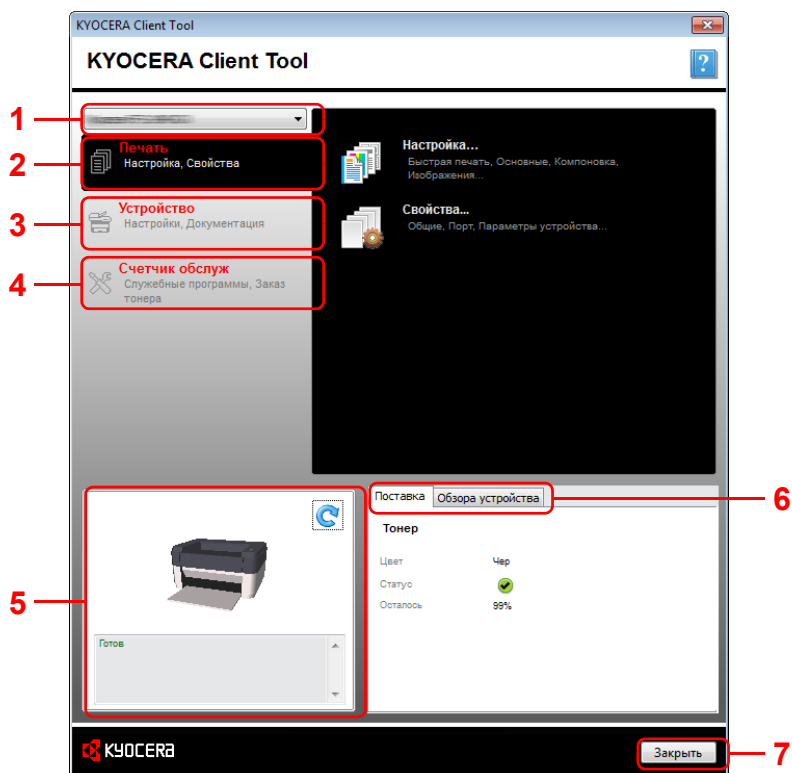 KYOCERA Client Tool
KYOCERA Client Tool
?
1
2
Печать
Настройка, Свойства
3
Устройство
Настройки, Документация
4
Счетчик обслуж
Служебные программы, Заказ
тонера
Настройка...
Быстрая печать, Основные, Компоновка,
Изображения...
Свойства...
Общие, Порт, Параметры устройства...
5
Готов
Поставка
Обзора устройства
6
Тонер
Цвет
Чер
Статус
Осталось
99%
KYOCERA
Закрыть
7